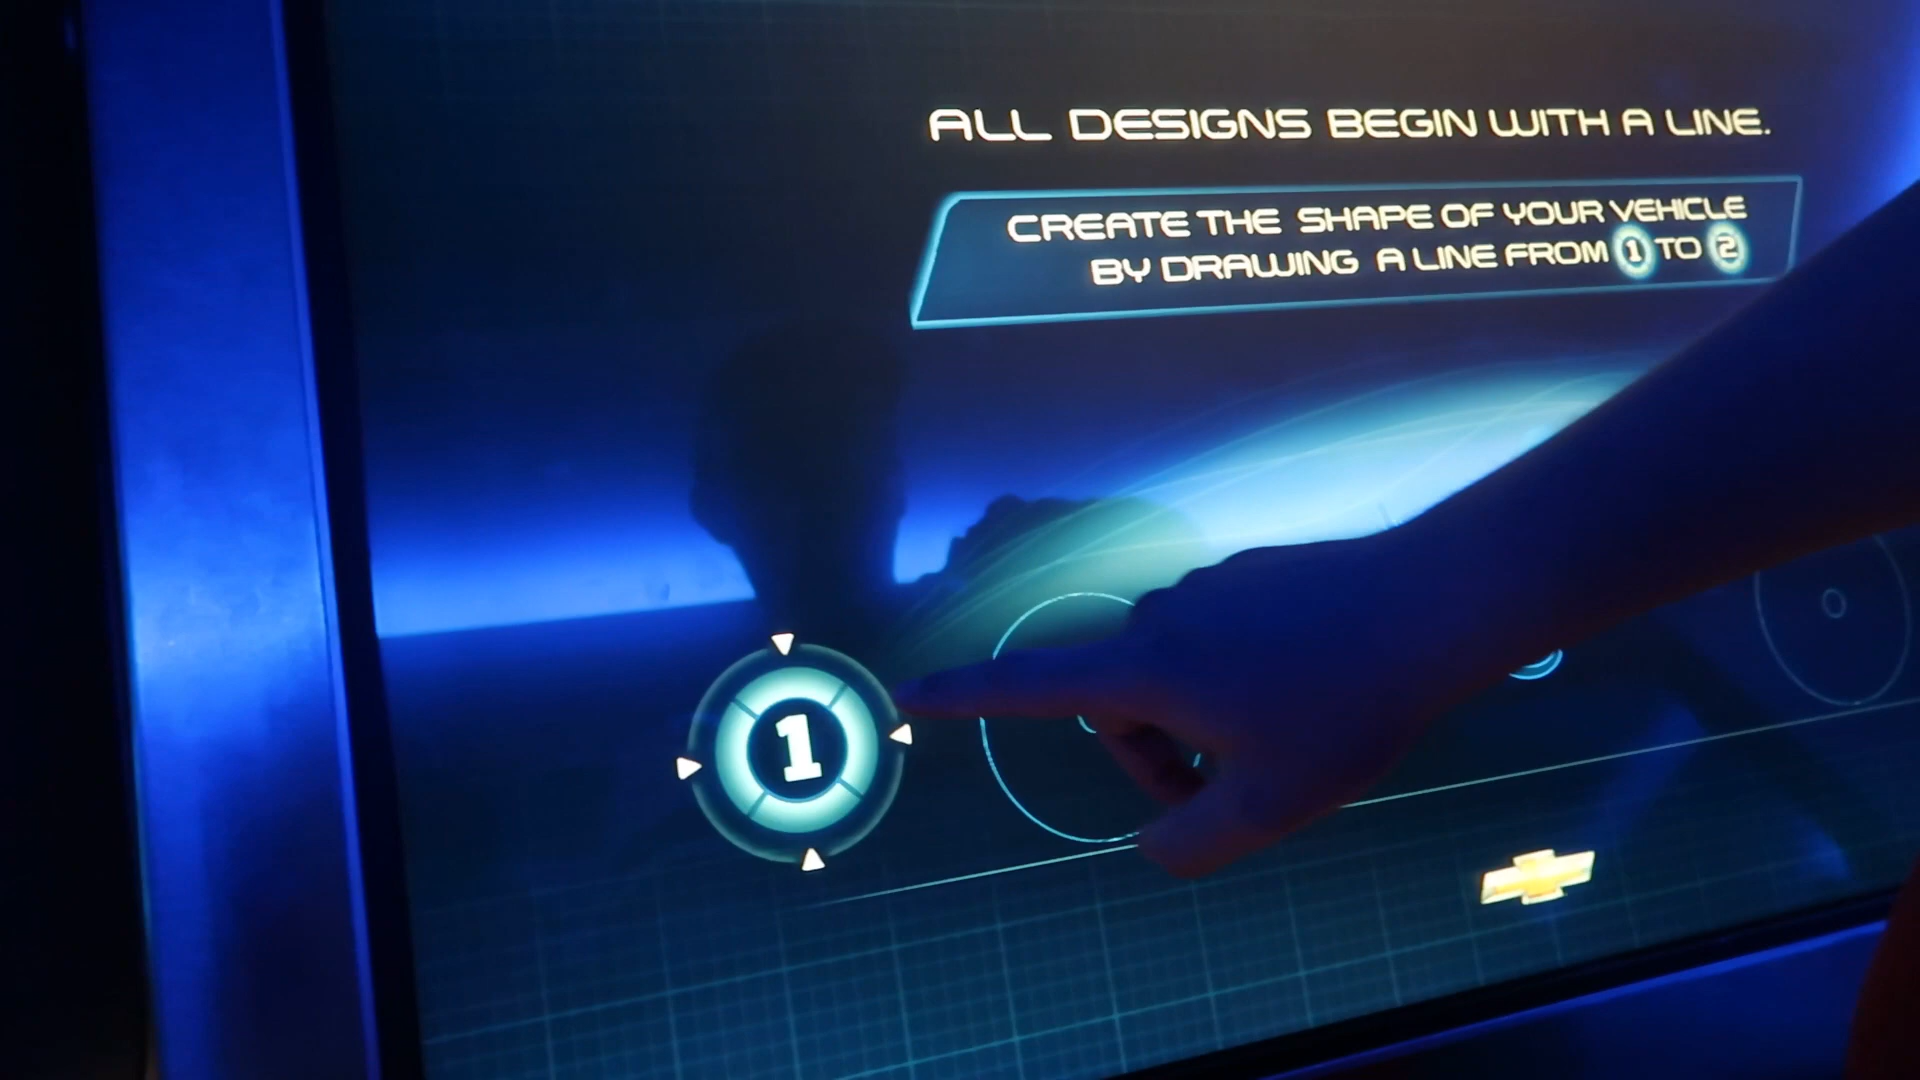 ALL DESIGNS BEGIN WITH A LINE.
CREATE THE SHAPE OF YOUR VEHICLE
BY DRAWING A LINE FROM 1 TO 2
1